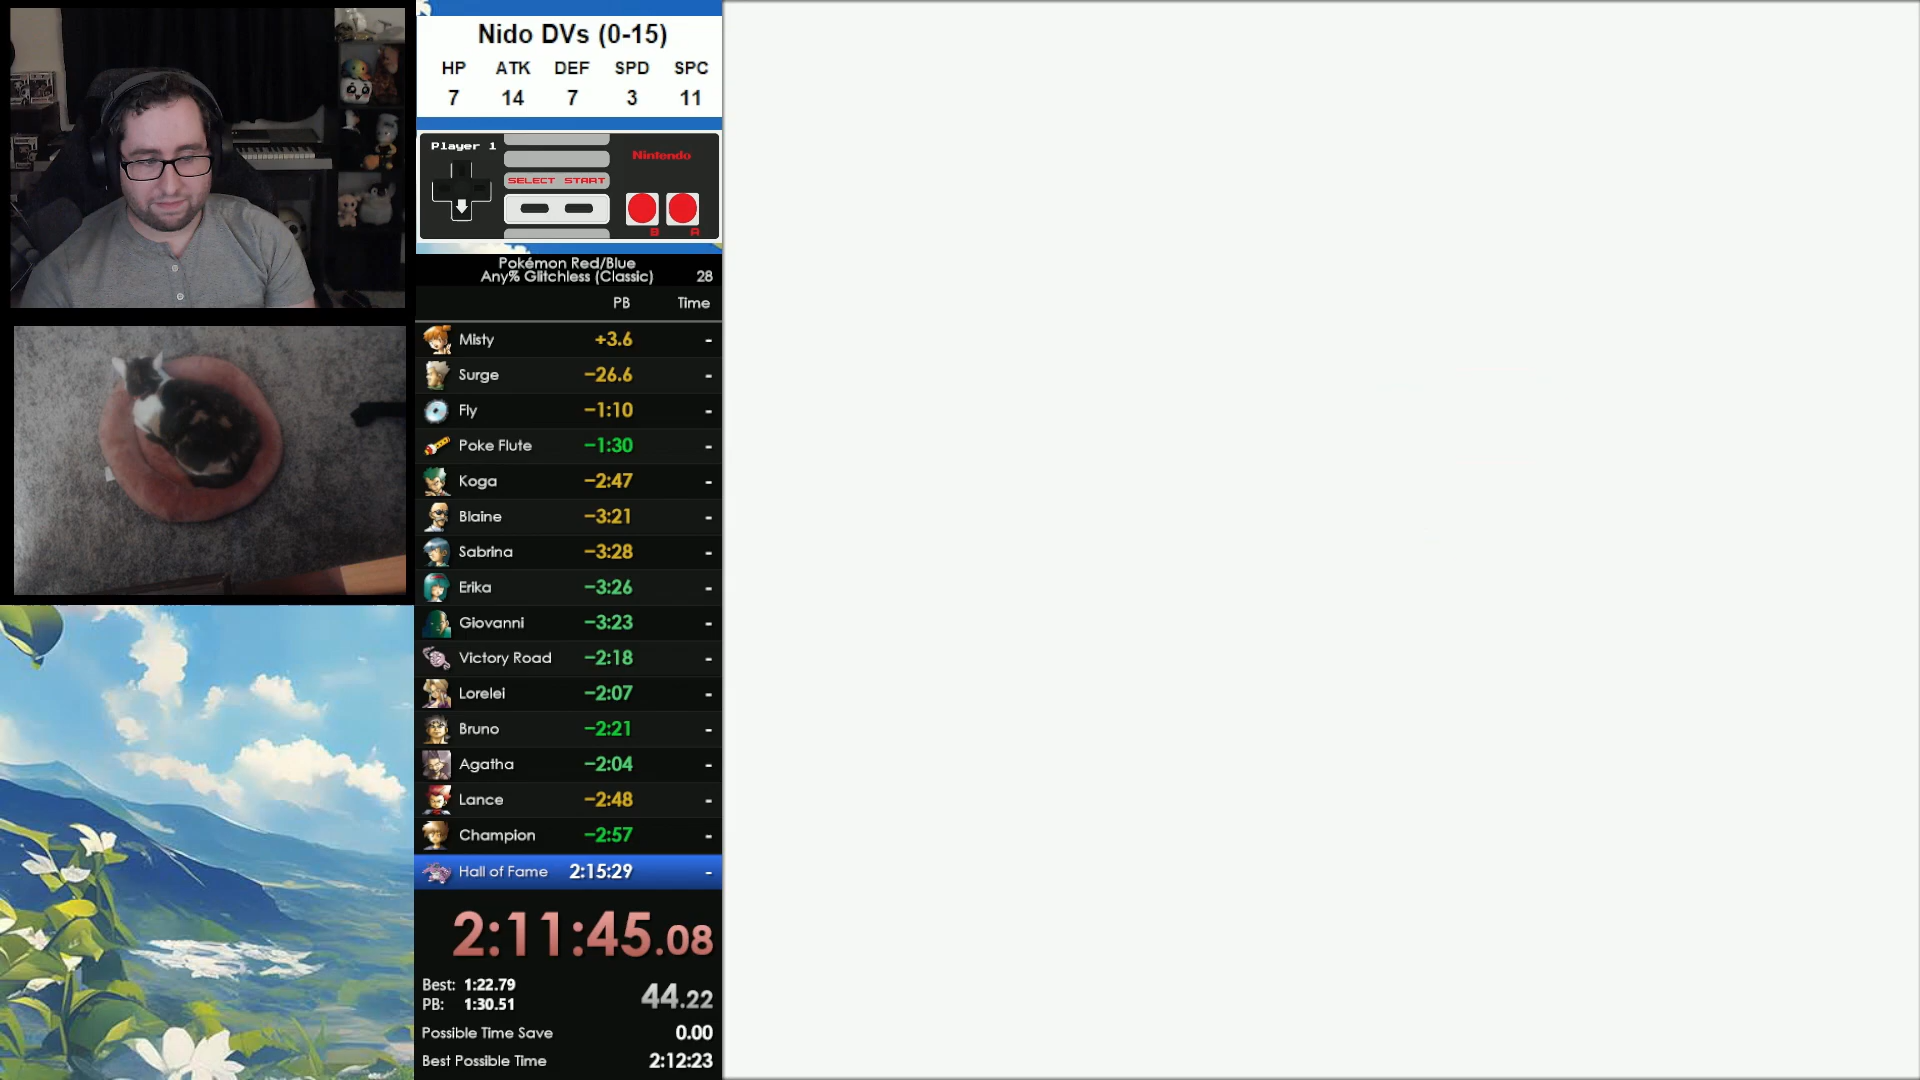 Nido DVs (0-15)
HP ATK DEF SPD SPC
7 14 7 3 11
Player 1
Nintendo
SELECT START
B A
Pokémon Red/Blue
Any% Glitchless (Classic) 28
PB Time
Misty +3.6 -
Surge −26.6 -
Fly −1:10 -
Poke Flute −1:30 -
Koga −2:47 -
Blaine −3:21 -
Sabrina −3:28 -
Erika −3:26 -
Giovanni −3:23 -
Victory Road −2:18 -
Lorelei −2:07 -
Bruno −2:21 -
Agatha −2:04 -
Lance −2:48 -
Champion −2:57 -
Hall of Fame 2:15:29 -
2:11:45.08
Best: 1:22.79
PB: 1:30.51 44.22
Possible Time Save 0.00
Best Possible Time 2:12:23